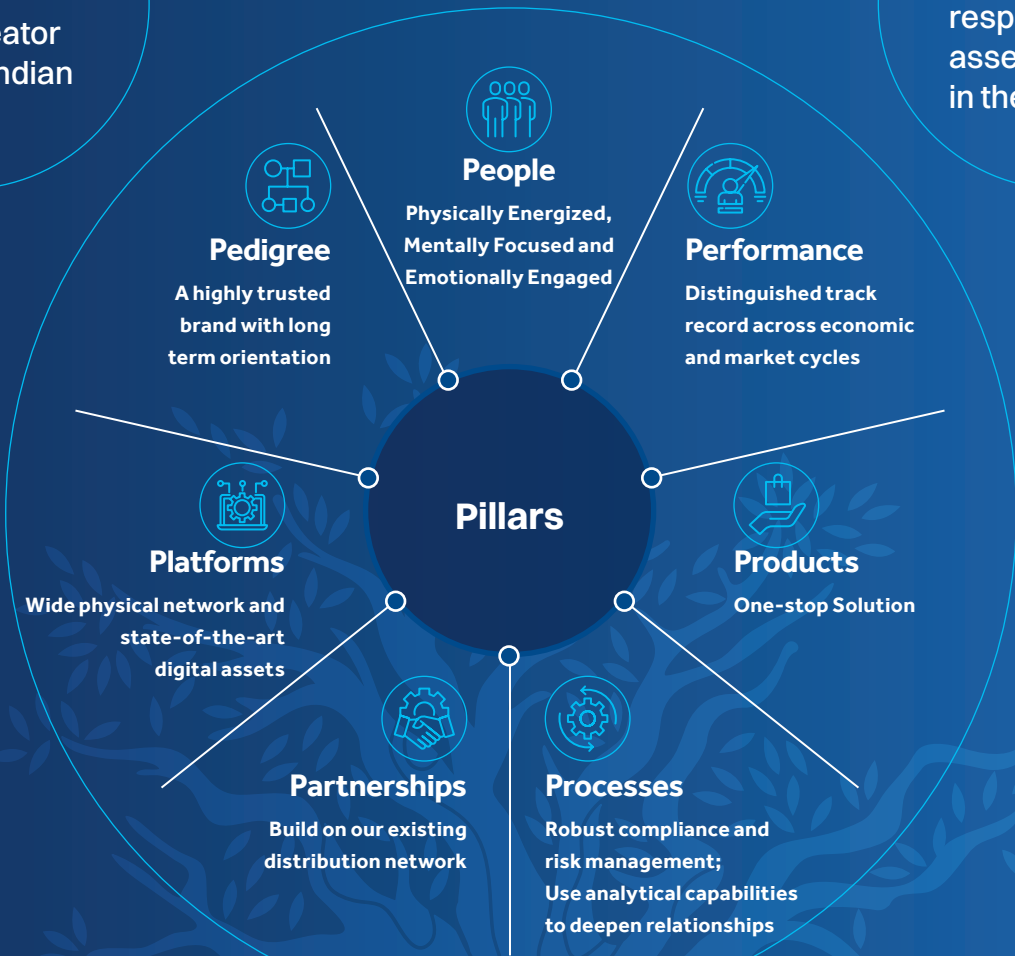 ndian
resp
asse
in the
People
Physically Energized,
Mentally Focused and
Emotionally Engaged
Pedigree
A highly trusted
brand with long
term orientation
Performance
Distinguished track
record across economic
and market cycles
Pillars
Platforms
Wide physical network and
state-of-the-art
digital assets
Products
One-stop Solution
Partnerships
Build on our existing
distribution network
Processes
Robust compliance and
risk management;
Use analytical capabilities
to deepen relationships